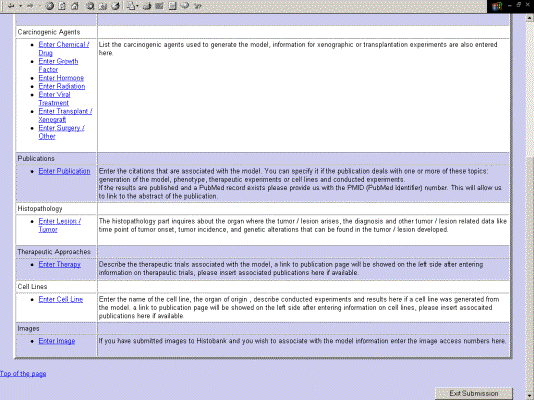 Carcinogenic Agents
Enter Chemical / Drug
Enter Growth Factor
Enter Hormone
Enter Radiation
Enter Viral Treatment
Enter Transplant / Xenograft
Enter Surgery / Other
List the carcinogenic agents used to generate the model, information for xenographic or transplantation experiments are also entered
here.
Publications
Enter Publication
Enter the citations that are associated with the model. You can specify it if the publication deals with one or more of these topics:
generation of the model, phenotype, therapeutic experiments or cell lines and conducted experiments.
If the results are published and a PubMed record exists please provide us with the PMID (PubMed Identifier) number. This will allow us
to link to the abstract of the publication.
Histopathology
Enter Lesion / Tumor
The histopathology part inquires about the organ where the tumor / lesion arises, the diagnosis and other tumor / lesion related data like
time point of tumor onset, tumor incidence, and genetic alterations that can be found in the tumor / lesion developed.
Therapeutic Approaches
Enter Therapy
Describe the therapeutic trials associated with the model, a link to publication page will be showed on the left side after entering
information on therapeutic trials, please insert associated publications here if available.
Cell Lines
Enter Cell Line
Enter the name of the cell line, the organ of origin , describe conducted experiments and results here if a cell line was generated from
the model. a link to publication page will be showed on the left side after entering information on cell lines, please insert assocaited
publications here if available.
Images
Enter Image
If you have submitted images to Histobank and you wish to associate with the model information enter the image access numbers here.
Top of the page
Exit Submission